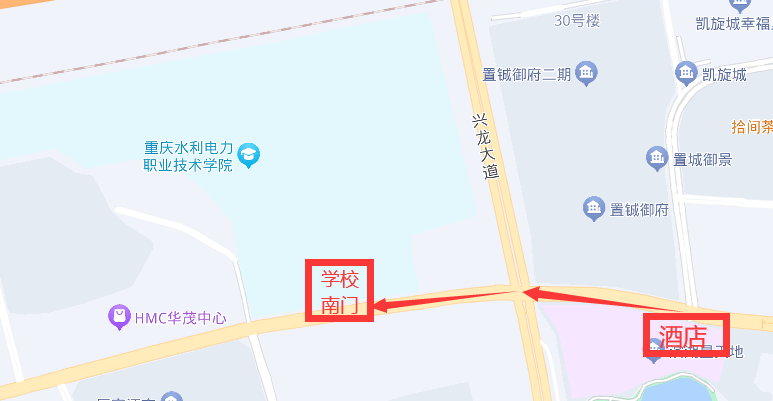 30号楼
凯旋城幸福
置铖御府二期
凯旋城
兴龙大道
拾间茶
重庆水利电力
职业技术学院
置城御景
置铖御府
学校
南门
HMC华茂中心
酒店
天地